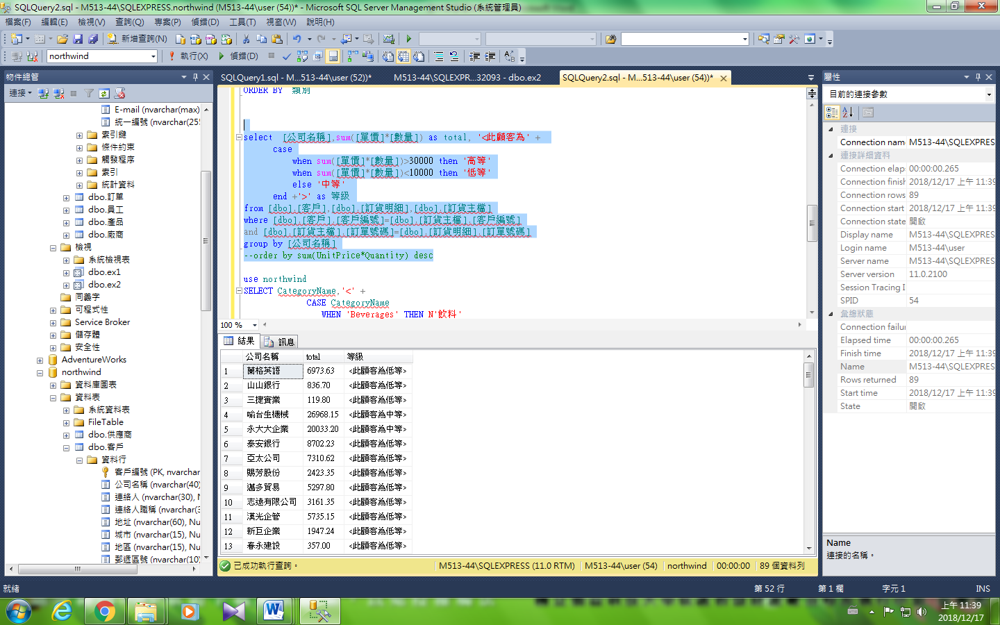 SQLQuery2.sql - M513-44\SQLEXPRESS.northwind (M513-44\user (54))* - Microsoft SQL Server Management Studio (系統管理員)
檔案(F) 編輯(E) 檢視(V) 查詢(Q) 專案(P) 偵錯(D) 工具(T) 視窗(W) 說明(H)
新增查詢(N)
northwind
執行(X) 偵錯(D)
物件總管
連接
E-mail (nvarchar(max)
統一編號 (nvarchar(255
索引鍵
條件約束
觸發程序
索引
統計資料
dbo.訂單
dbo.員工
dbo.產品
dbo.廠商
檢視
系統檢視表
dbo.ex1
dbo.ex2
同義字
可程式性
Service Broker
儲存體
安全性
AdventureWorks
northwind
資料庫圖表
資料表
系統資料表
FileTable
dbo.供應商
dbo.客戶
資料行
客戶編號 (PK, nvarchar
公司名稱 (nvarchar(40)
連絡人 (nvarchar(30), N
連絡人職稱 (nvarchar(3
地址 (nvarchar(60), Nu
城市 (nvarchar(15), Nu
地區 (nvarchar(15), Nu
郵遞區號 (nvarchar(10)
SQLQuery1.sql - M...513-44\user (52))*
M513-44\SQLEXPR...32093 - dbo.ex2
SQLQuery2.sql - M...513-44\user (54))*
ORDER BY 類別
select [公司名稱],sum([單價]*[數量]) as total, '<此顧客為' +
case
when sum([單價]*[數量])>30000 then '高等'
when sum([單價]*[數量])<10000 then '低等'
else '中等'
end +'>' as 等級
from [dbo].[客戶],[dbo].[訂貨明細],[dbo].[訂貨主檔]
where [dbo].[客戶].[客戶編號]=[dbo].[訂貨主檔].[客戶編號]
and [dbo].[訂貨主檔].[訂單號碼]=[dbo].[訂貨明細].[訂單號碼]
group by [公司名稱]
--order by sum(UnitPrice*Quantity) desc
use northwind
SELECT CategoryName,'<' +
CASE CategoryName
WHEN 'Beverages' THEN N'飲料'
100 %
結果 訊息
公司名稱 total 等級
1 蘭格英語 6973.63 <此顧客為低等>
2 山山銀行 836.70 <此顧客為低等>
3 三捷實業 119.80 <此顧客為低等>
4 喻台生機械 26968.15 <此顧客為中等>
5 永大大企業 20033.20 <此顧客為中等>
6 泰安銀行 8702.23 <此顧客為低等>
7 亞太公司 7310.62 <此顧客為低等>
8 賜芳股份 2423.35 <此顧客為低等>
9 邁多貿易 5297.80 <此顧客為低等>
10 志遠有限公司 3161.35 <此顧客為低等>
11 漢光企管 5735.15 <此顧客為低等>
12 新巨企業 1947.24 <此顧客為低等>
13 春永建設 357.00 <此顧客為低等>
已成功執行查詢。 M513-44\SQLEXPRESS (11.0 RTM) M513-44\user (54) northwind 00:00:00 89 個資料列
屬性
目前的連接參數
連接
Connection nam M513-44\SQLEXPRES
連接詳細資料
Connection elap 00:00:00.265
Connection finish 2018/12/17 上午 11:39
Connection rows 89
Connection start 2018/12/17 上午 11:39
Connection state 開啟
Display name M513-44\SQLEXPRES
Login name M513-44\user
Server name M513-44\SQLEXPRES
Server version 11.0.2100
Session Tracing I
SPID 54
彙總狀態
Connection failur
Elapsed time 00:00:00.265
Finish time 2018/12/17 上午 11:39
Name M513-44\SQLEXPRES
Rows returned 89
Start time 2018/12/17 上午 11:39
State 開啟
Name
連接的名稱。
就緒 第 52 行 第 1 欄 字元 1 INS
上午 11:39
2018/12/17